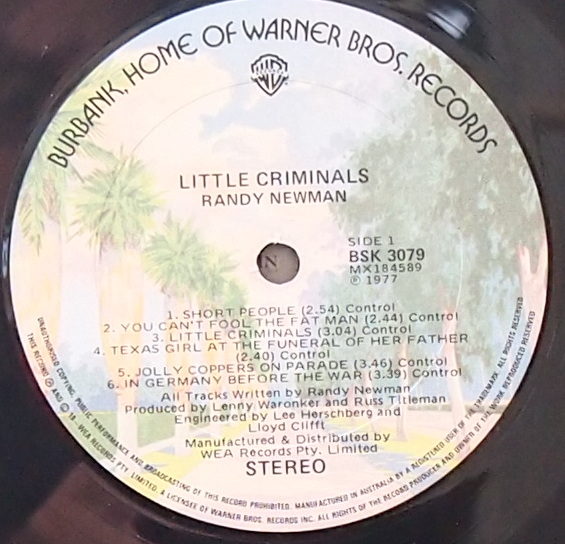 BURBANK, HOME OF WARNER BROS. RECORDS
LITTLE CRIMINALS
RANDY NEWMAN
SIDE 1
BSK 3079
MX184589
℗ 1977
1. SHORT PEOPLE (2.54) Control
2. YOU CAN'T FOOL THE FAT MAN (2.44) Control
3. LITTLE CRIMINALS (3.04) Control
4. TEXAS GIRL AT THE FUNERAL OF HER FATHER
(2.40) Control
5. JOLLY COPPERS ON PARADE (3.46) Control
6. IN GERMANY BEFORE THE WAR (3.39) Control
All Tracks Written by Randy Newman
Produced by Lenny Waronker and Russ Titleman
Engineered by Lee Herschberg and
Lloyd Clifft
Manufactured & Distributed by
WEA Records Pty. Limited
STEREO
UNAUTHORISED COPYING, PUBLIC PERFORMANCE AND BROADCASTING OF THIS RECORD PROHIBITED. MANUFACTURED IN AUSTRALIA BY A REGISTERED USER OF THE TRADEMARK. ALL RIGHTS RESERVED
THIS RECORD ℗ AND © WEA RECORDS PTY. LIMITED, A LICENSEE OF WARNER BROS. RECORDS INC. ALL RIGHTS OF THE RECORD PRODUCER AND OWNER OF THE WORK REPRODUCED RESERVED